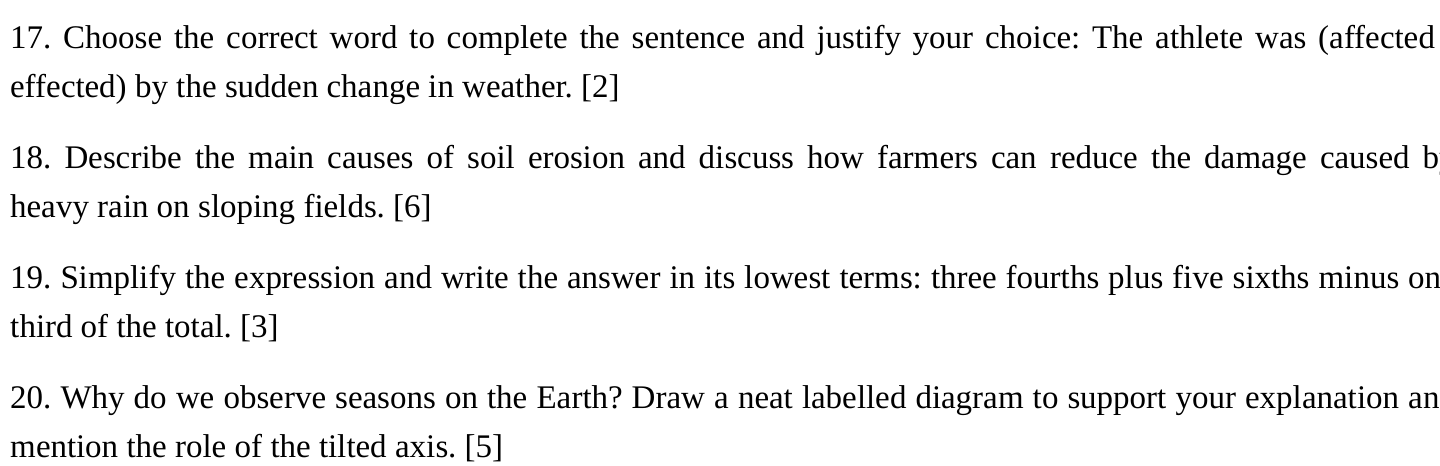 17. Choose the correct word to complete the sentence and justify your choice: The athlete was (affected
effected) by the sudden change in weather. [2]
18. Describe the main causes of soil erosion and discuss how farmers can reduce the damage caused
heavy rain on sloping fields. [6]
19. Simplify the expression and write the answer in its lowest terms: three fourths plus five sixths minus
third of the total. [3]
20. Why do we observe seasons on the Earth? Draw a neat labelled diagram to support your explanation
mention the role of the tilted axis. [5]